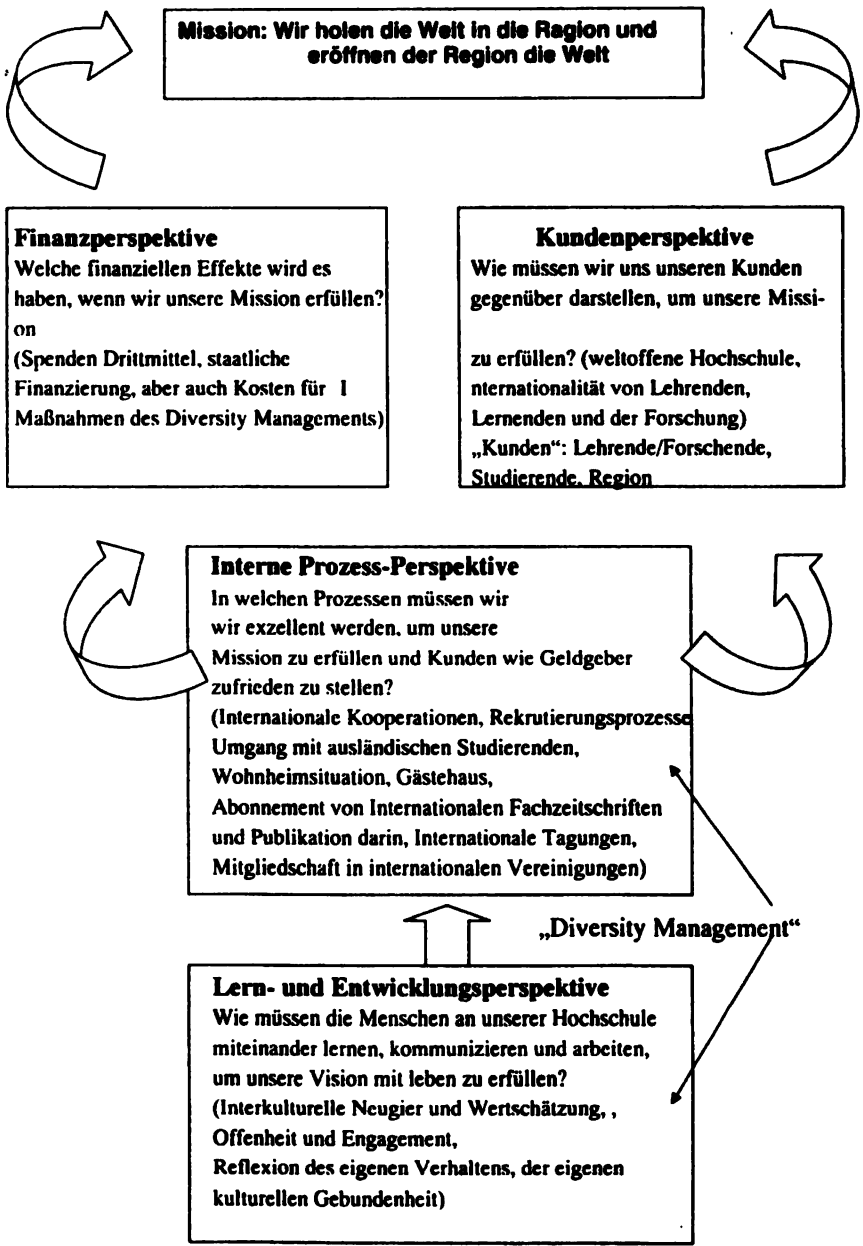 Mission: Wir holen die Welt in die Ragion und
eröffnen der Region die Welt
Finanzperspektive
Welche finanziellen Effekte wird es
haben, wenn wir unsere Mission erfüllen?
on
(Spenden Drittmittel, staatliche
Finanzierung, aber auch Kosten für I
Maßnahmen des Diversity Managements)
Kundenperspektive
Wie müssen wir uns unseren Kunden
gegenüber darstellen, um unsere Missi-
zu erfüllen? (weltoffene Hochschule,
nternationalität von Lehrenden,
Lernenden und der Forschung)
„Kunden“: Lehrende/Forschende,
Studierende, Region
Interne Prozess-Perspektive
In welchen Prozessen müssen wir
wir exzellent werden, um unsere
Mission zu erfüllen und Kunden wie Geldgeber
zufrieden zu stellen?
(Internationale Kooperationen, Rekrutierungsprozesse
Umgang mit ausländischen Studierenden,
Wohnheimsituation, Gästehaus,
Abonnement von Internationalen Fachzeitschriften
und Publikation darin, Internationale Tagungen,
Mitgliedschaft in internationalen Vereinigungen)
„Diversity Management“
Lern- und Entwicklungsperspektive
Wie müssen die Menschen an unserer Hochschule
miteinander lernen, kommunizieren und arbeiten,
um unsere Vision mit leben zu erfüllen?
(Interkulturelle Neugier und Wertschätzung, ,
Offenheit und Engagement,
Reflexion des eigenen Verhaltens, der eigenen
kulturellen Gebundenheit)